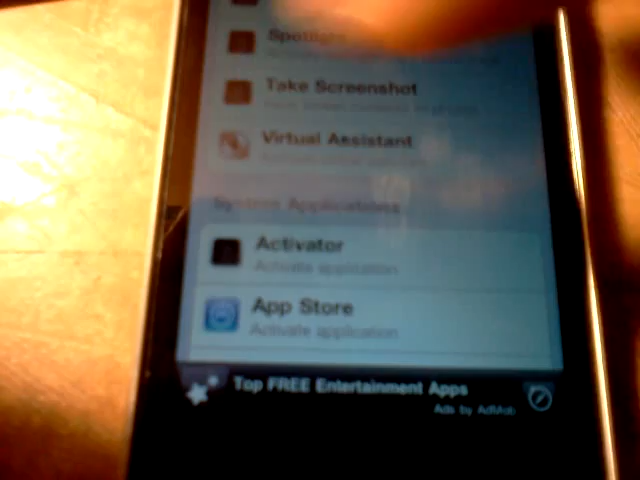 Spotlight
Take Screenshot
Virtual Assistant
System Applications
Activator
Activate application
App Store
Activate application
Top FREE Entertainment Apps
Ads by AdMob